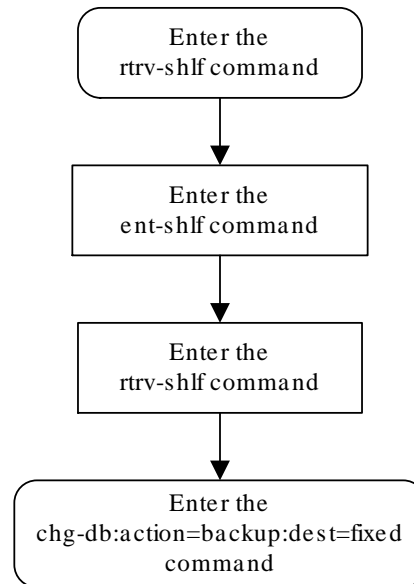 Enter the
rtrv-shlf command
Enter the
ent-shlf command
Enter the
rtrv-shlf command
Enter the
chg-db:action=backup:dest=fixed
command